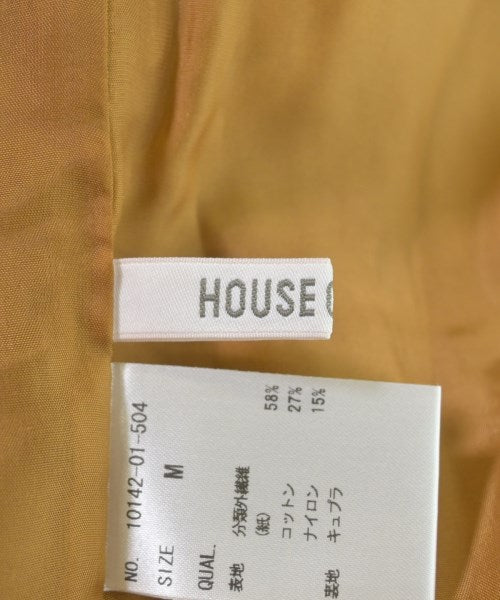 HOUSE
NO. 10142-01-504
SIZE M
QUAL.
表地 分類外繊維
(紙) 58%
コットン 27%
ナイロン 15%
裏地 キュプラ